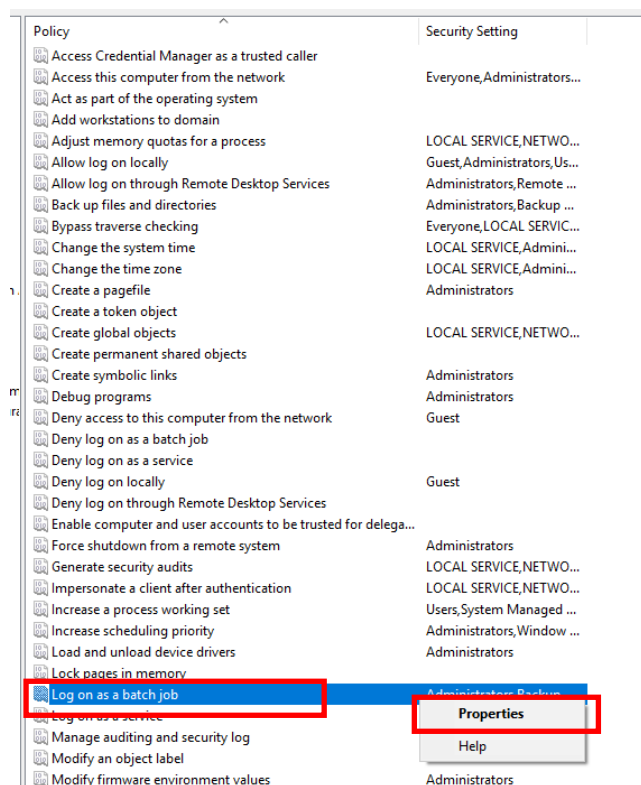 Policy Security Setting
Access Credential Manager as a trusted caller
Access this computer from the network Everyone,Administrators...
Act as part of the operating system
Add workstations to domain
Adjust memory quotas for a process LOCAL SERVICE,NETWO...
Allow log on locally Guest,Administrators,Us...
Allow log on through Remote Desktop Services Administrators,Remote ...
Back up files and directories Administrators,Backup ...
Bypass traverse checking Everyone,LOCAL SERVIC...
Change the system time LOCAL SERVICE,Admini...
Change the time zone LOCAL SERVICE,Admini...
Create a pagefile Administrators
Create a token object
Create global objects LOCAL SERVICE,NETWO...
Create permanent shared objects
Create symbolic links Administrators
Debug programs Administrators
Deny access to this computer from the network Guest
Deny log on as a batch job
Deny log on as a service
Deny log on locally Guest
Deny log on through Remote Desktop Services
Enable computer and user accounts to be trusted for delega...
Force shutdown from a remote system Administrators
Generate security audits LOCAL SERVICE,NETWO...
Impersonate a client after authentication LOCAL SERVICE,NETWO...
Increase a process working set Users,System Managed ...
Increase scheduling priority Administrators,Window ...
Load and unload device drivers Administrators
Lock pages in memory
Log on as a batch job Administrators,Backup
Log on as a service
Properties
Manage auditing and security log
Help
Modify an object label
Modify firmware environment values Administrators